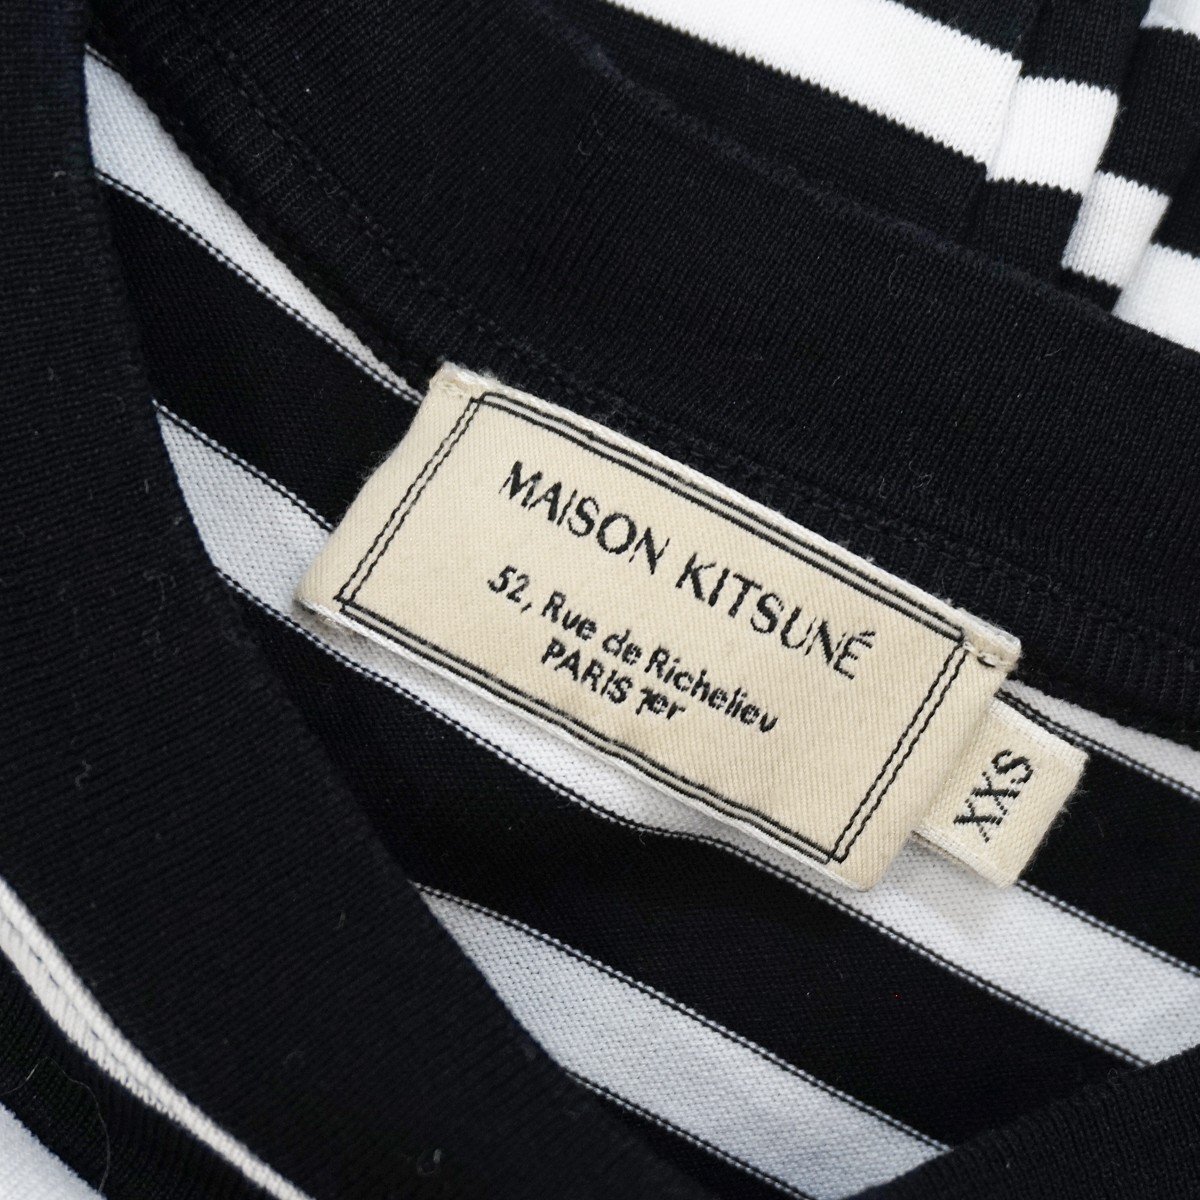 MAISON KITSUNÉ
52, Rue de Richelieu
PARIS 1er
XXS